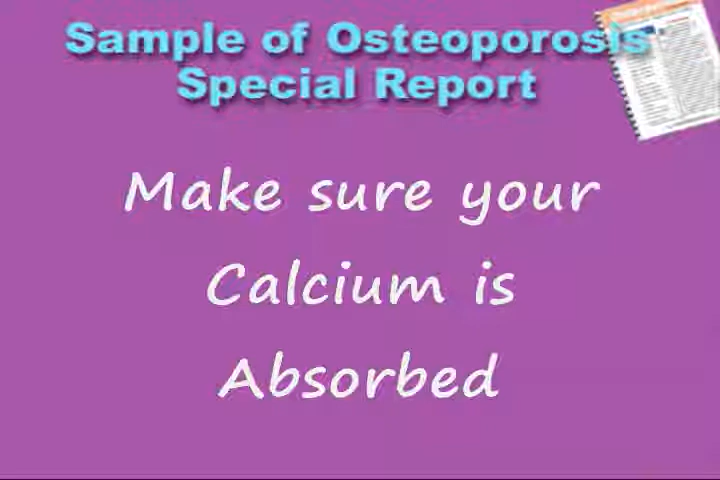 Sample of Osteoporosis
Special Report
Make sure your
Calcium is
Absorbed